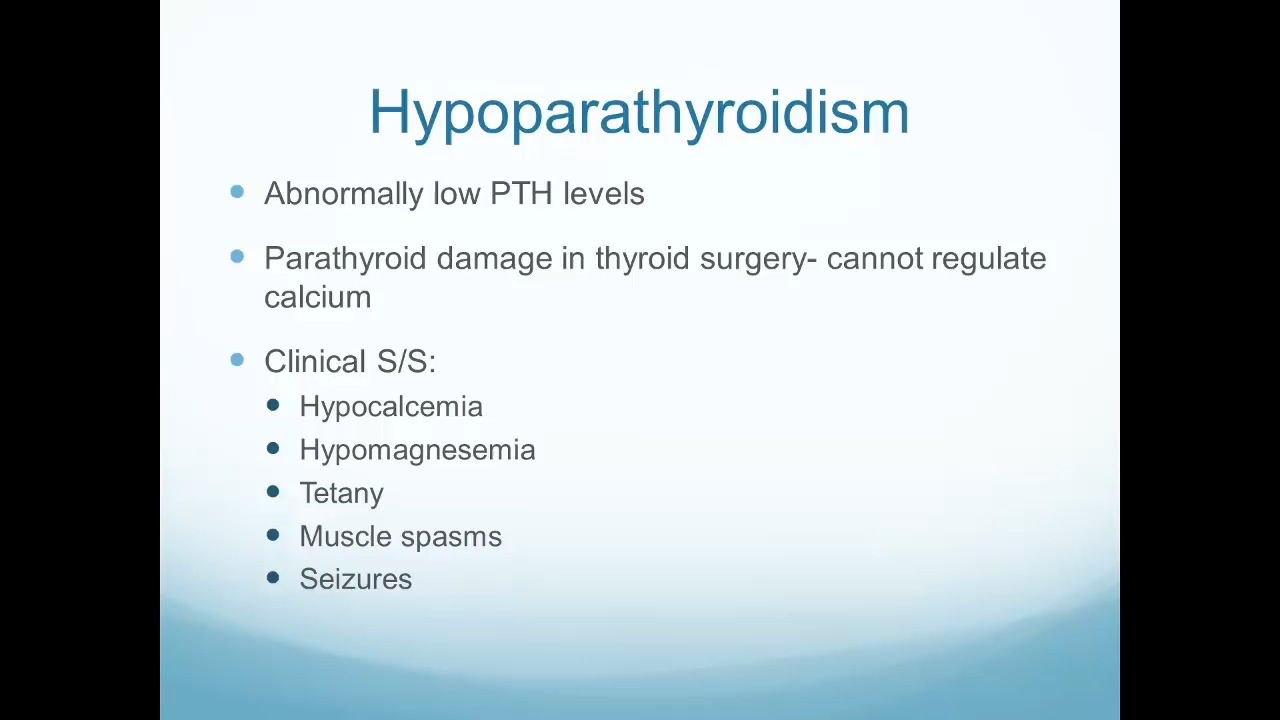 Hypoparathyroidism
Abnormally low PTH levels
Parathyroid damage in thyroid surgery- cannot regulate
calcium
Clinical S/S:
Hypocalcemia
Hypomagnesemia
Tetany
Muscle spasms
Seizures